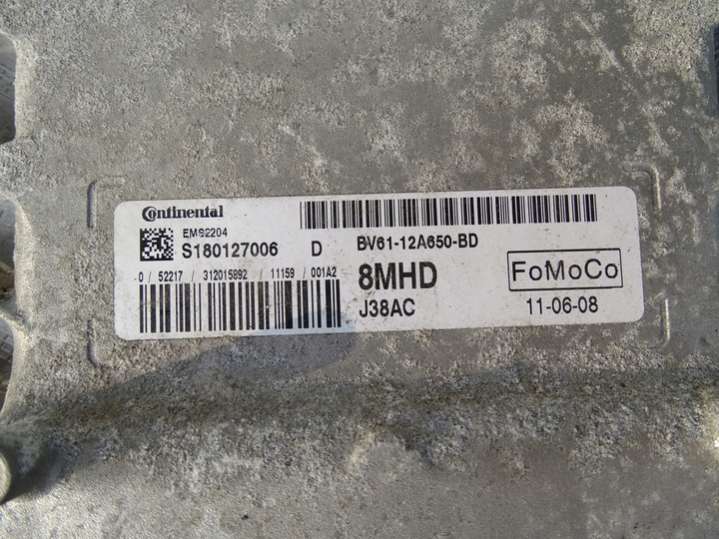 Continental
EMS2204
S180127006 D
0 / 52217 / 312015892 / 11159 / 001A2
BV61-12A650-BD
8MHD
J38AC
FoMoCo
11-06-08